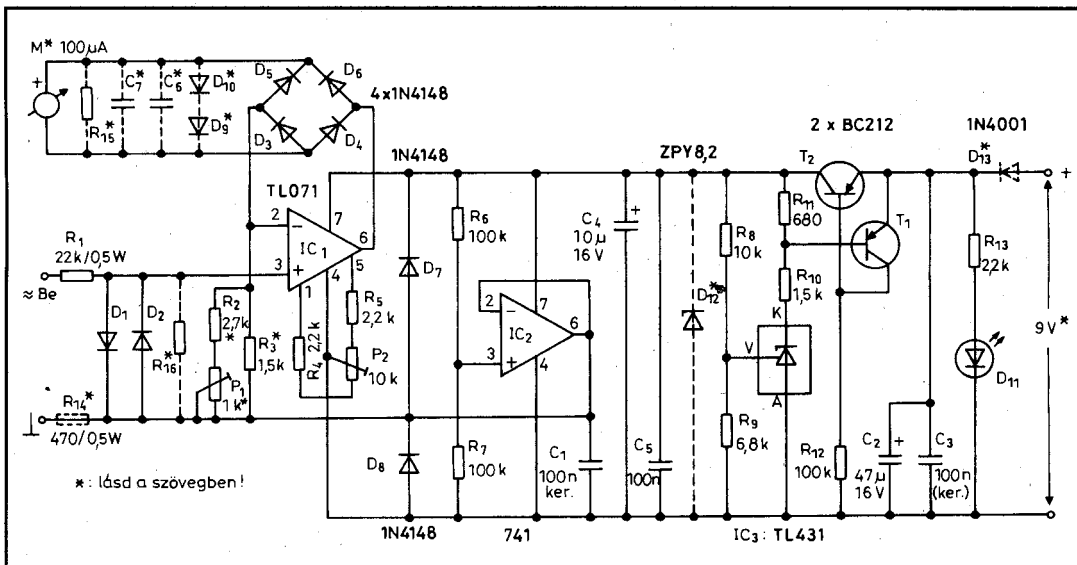 M* 100µA
+
R15*
C7*
C6*
D10*
D9*
D5
D6
D3
D4
4x1N4148
TL071
1N4148
ZPY8,2
2 x BC212
1N4001
D13*
+
T2
T1
R1
22k/0,5W
≈ Be
2
3
IC1
7
6
5
4
1
D1
D2
R16*
R2
2,7k
*
P1
1k*
R3*
1,5k
R4
2,2k
R5
2,2k
P2
10k
R14*
470/0,5W
D7
D8
R6
100k
R7
100k
2
3
IC2
7
6
4
C1
100n
ker.
C4
10µ
16V
C5
100n
D12*
R8
10k
R9
6,8k
R11
680
R10
1,5k
K
V
A
R12
100k
C2
47µ
16V
C3
100n
(ker.)
R13
2,2k
D11
9V*
*: lásd a szövegben!
1N4148
741
IC3: TL431